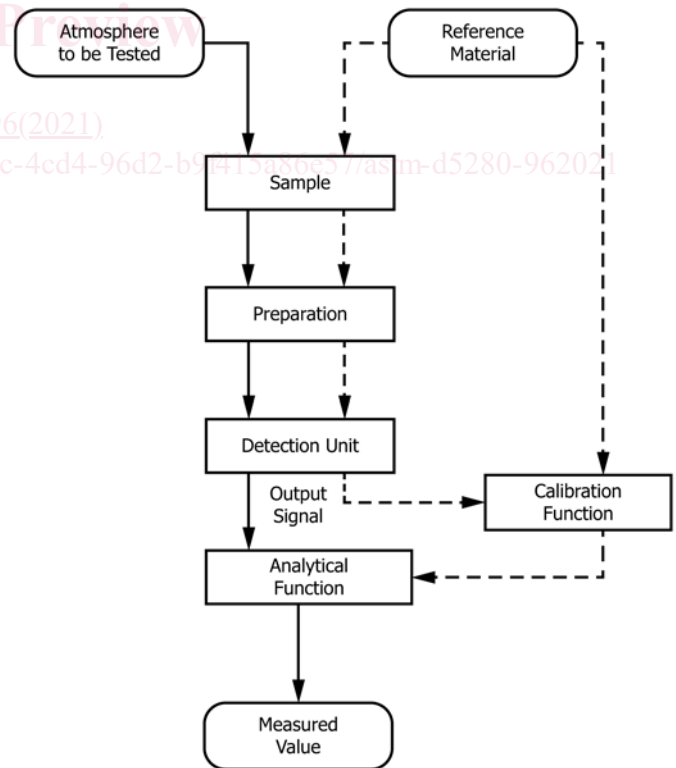 Preview
Atmosphere
to be Tested
Reference
Material
6(2021)
c-4cd4-96d2-b9f415a86e57/astm-d5280-962021
Sample
Preparation
Detection Unit
Output
Signal
Calibration
Function
Analytical
Function
Measured
Value